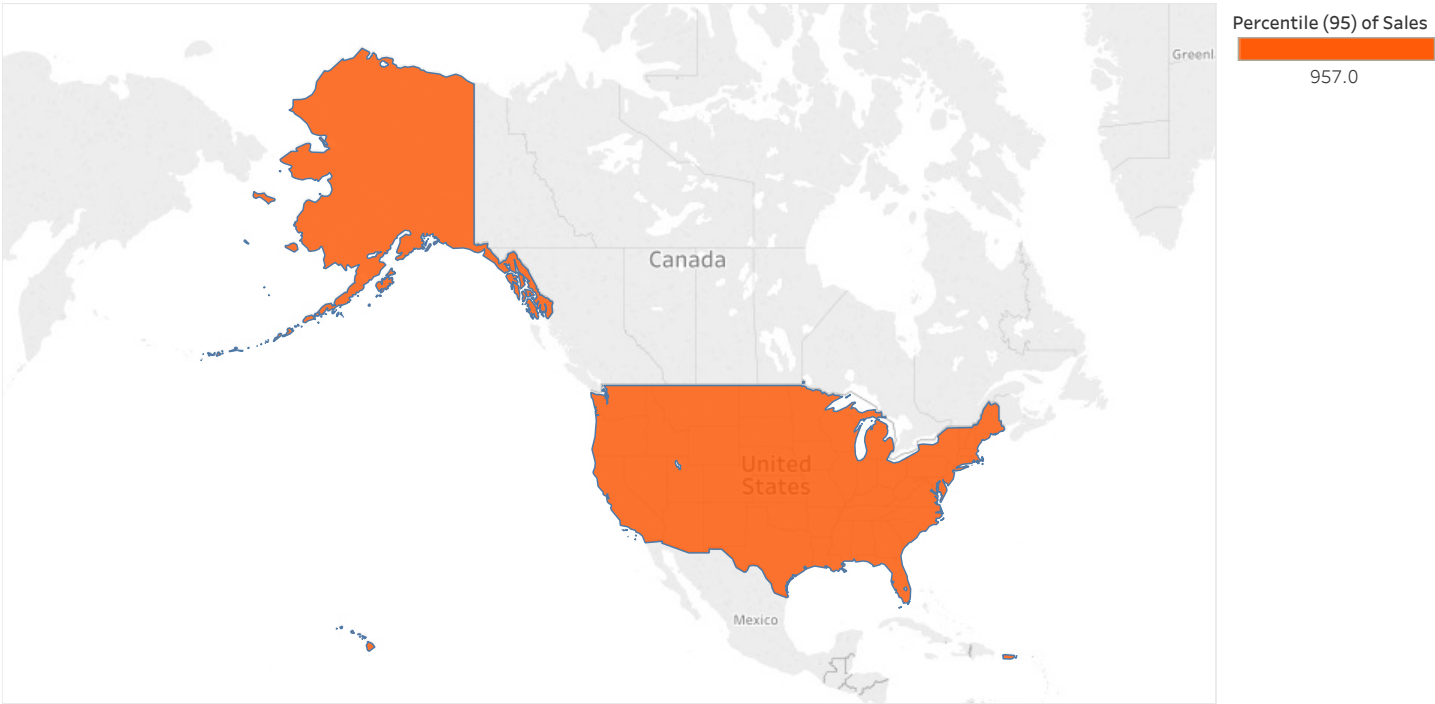 Percentile (95) of Sales
957.0
Greenl
Canada
United
States
Mexico